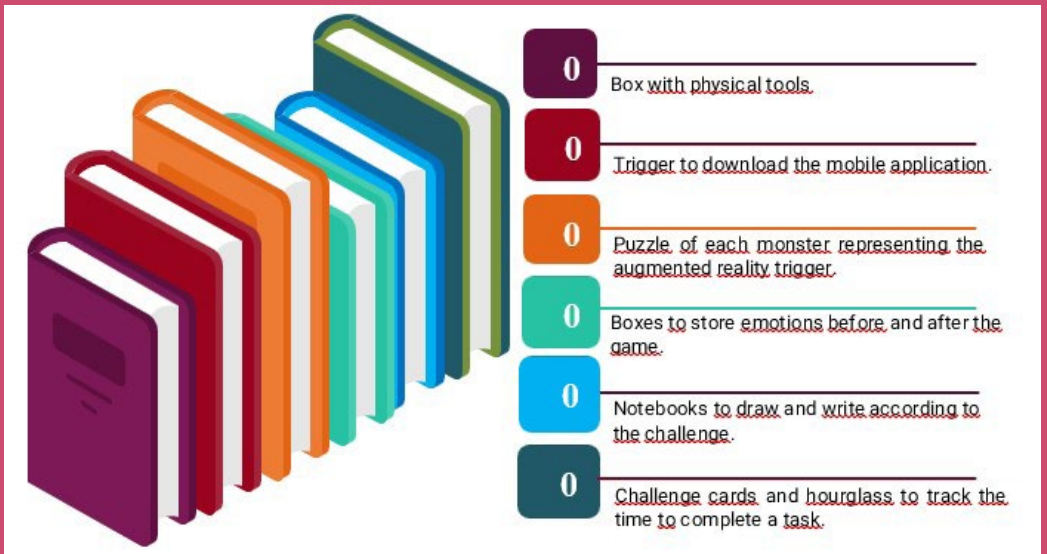 0
Box with physical tools.
0
Trigger to download the mobile application.
0
Puzzle of each monster representing the
augmented reality trigger.
0
Boxes to store emotions before and after the
game.
0
Notebooks to draw and write according to
the challenge.
0
Challenge cards and hourglass to track the
time to complete a task.